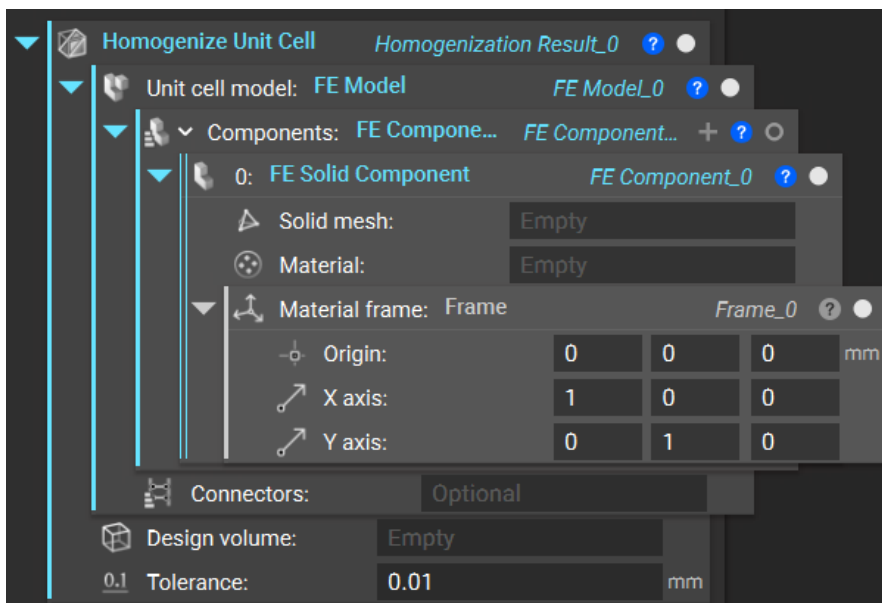 Homogenize Unit Cell Homogenization Result_0 ?
Unit cell model: FE Model FE Model_0 ?
Components: FE Compone... FE Component... + ?
0: FE Solid Component FE Component_0 ?
Solid mesh: Empty
Material: Empty
Material frame: Frame Frame_0 ?
Origin: 0 0 0 mm
X axis: 1 0 0
Y axis: 0 1 0
Connectors: Optional
Design volume: Empty
0.1 Tolerance: 0.01 mm